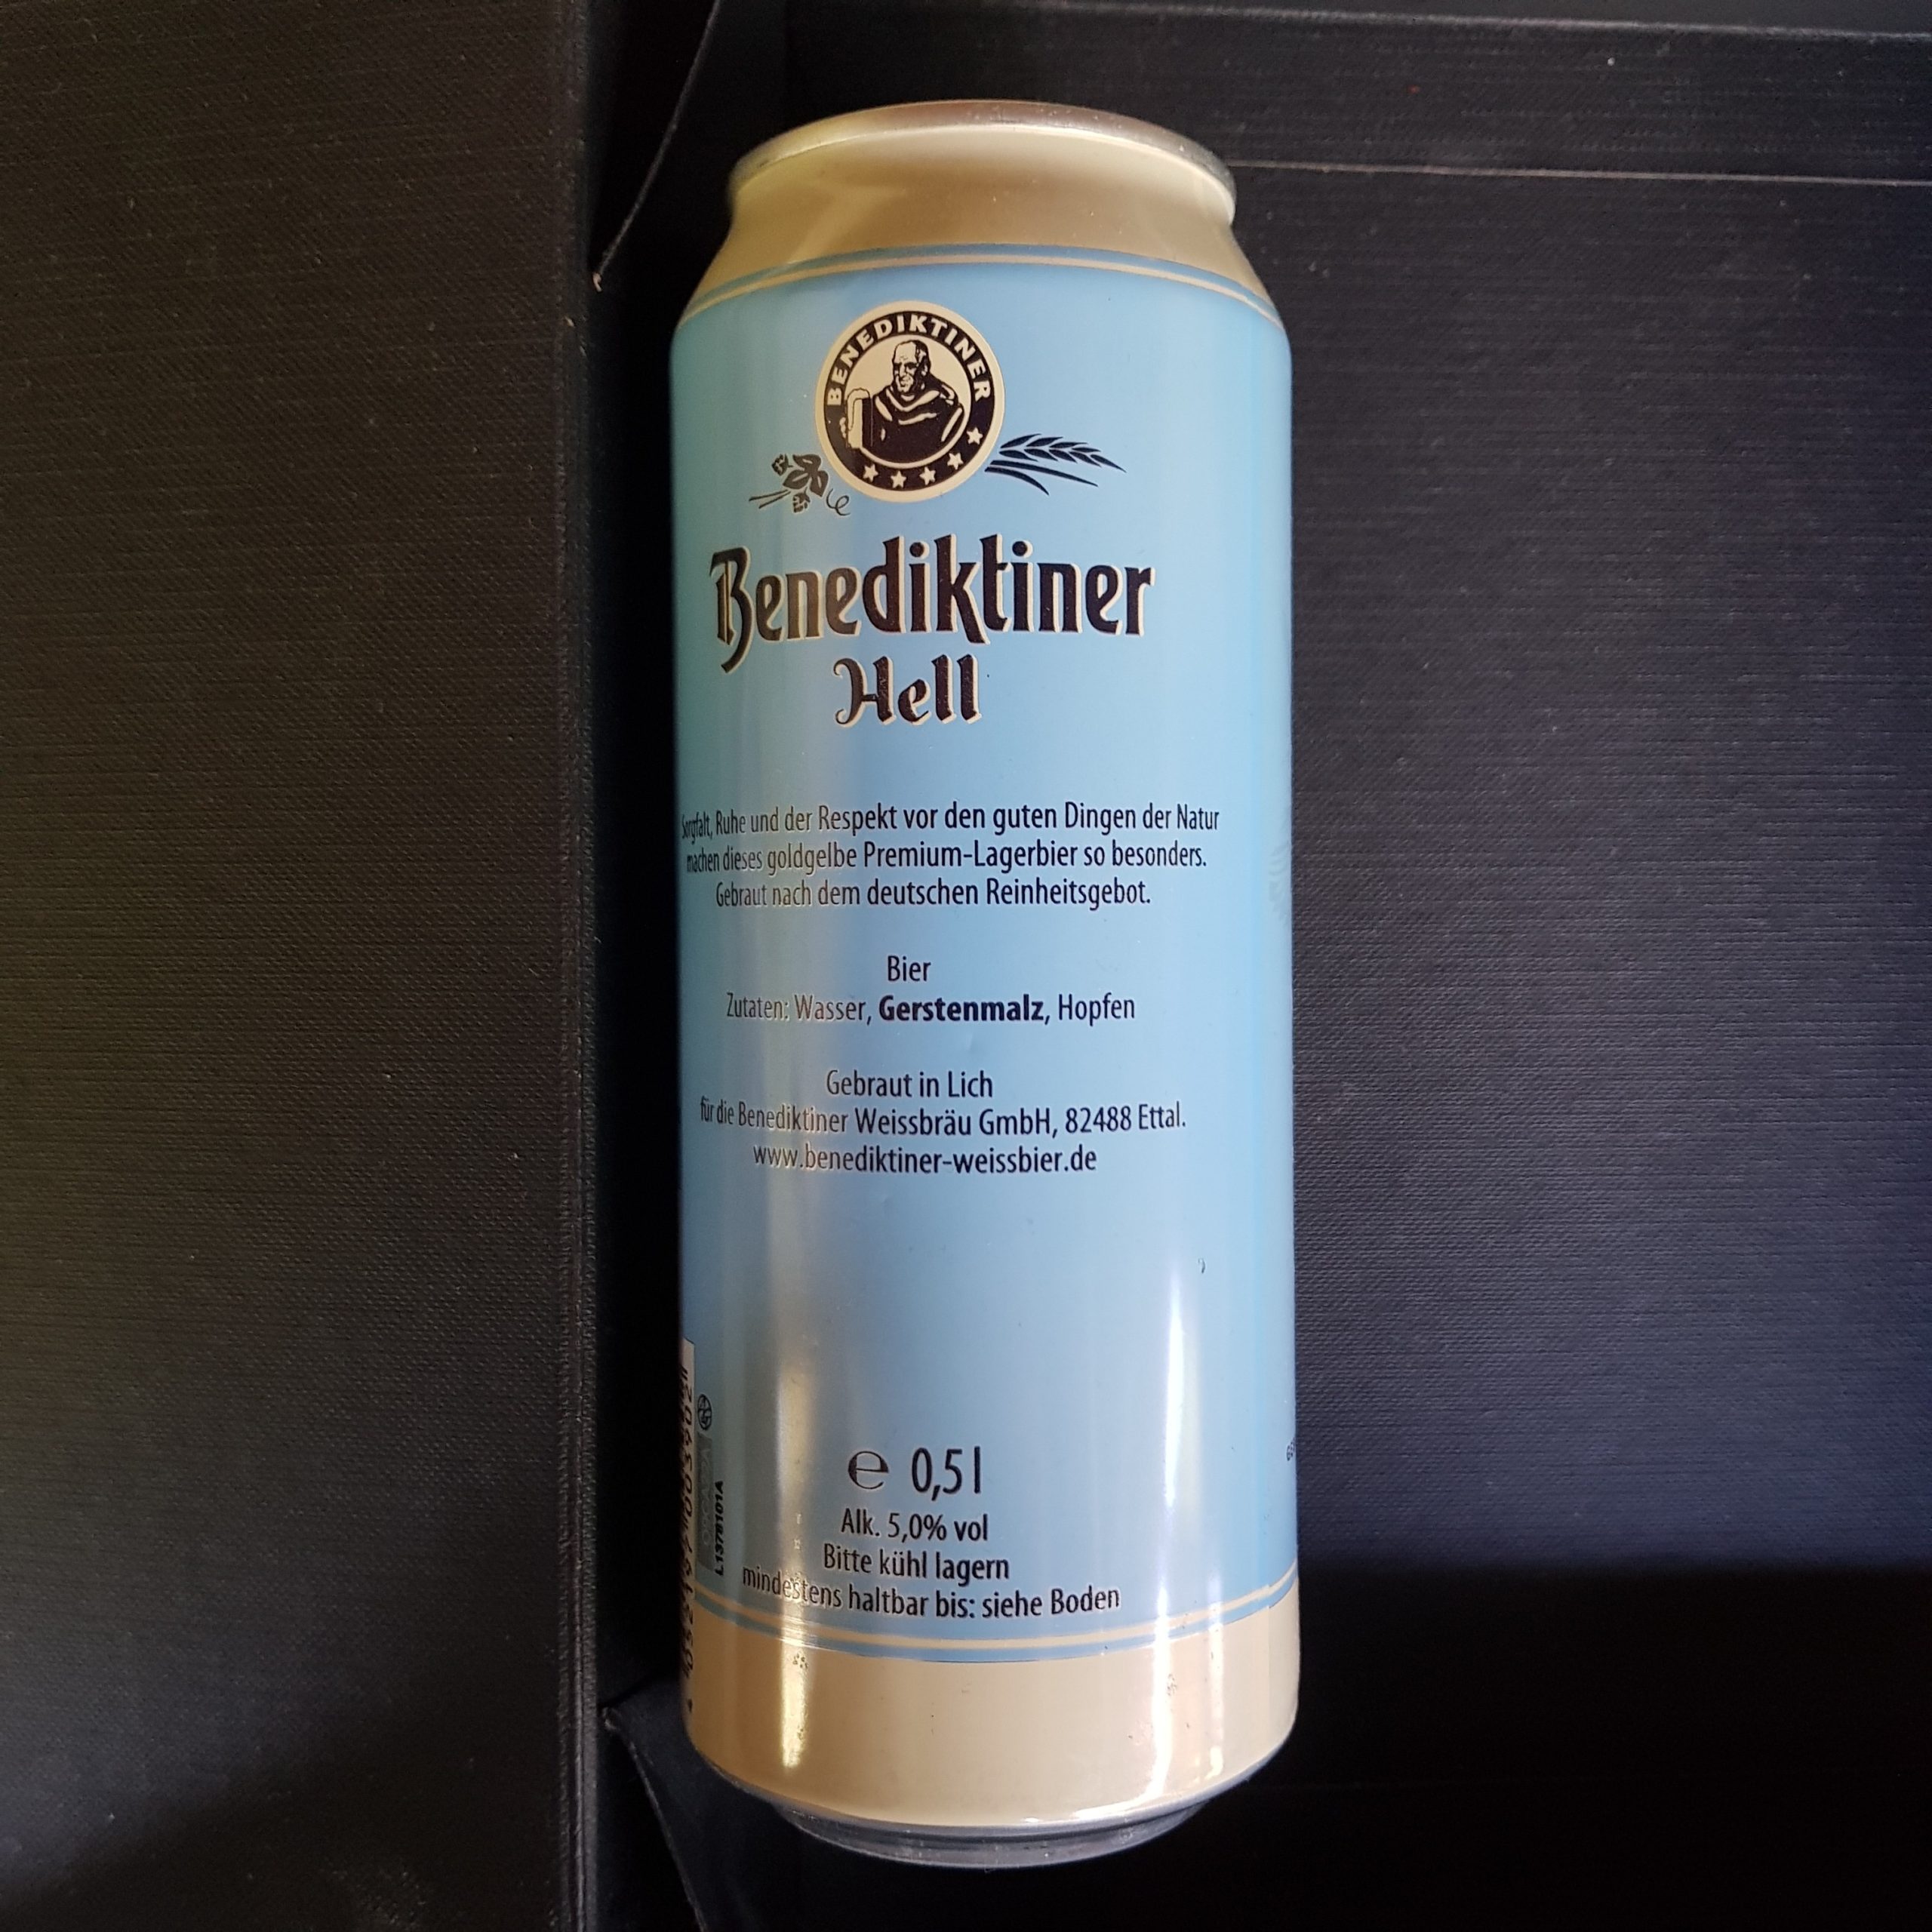 BENEDIKTINER
Benediktiner
Hell
Sorgfalt, Ruhe und der Respekt vor den guten Dingen der Natur
machen dieses goldgelbe Premium-Lagerbier so besonders.
Gebraut nach dem deutschen Reinheitsgebot.
Bier
Zutaten: Wasser, Gerstenmalz, Hopfen
Gebraut in Lich
für die Benediktiner Weissbräu GmbH, 82488 Ettal.
www.benediktiner-weissbier.de
e 0,5 l
Alk. 5,0% vol
Bitte kühl lagern
mindestens haltbar bis: siehe Boden
L1378101A